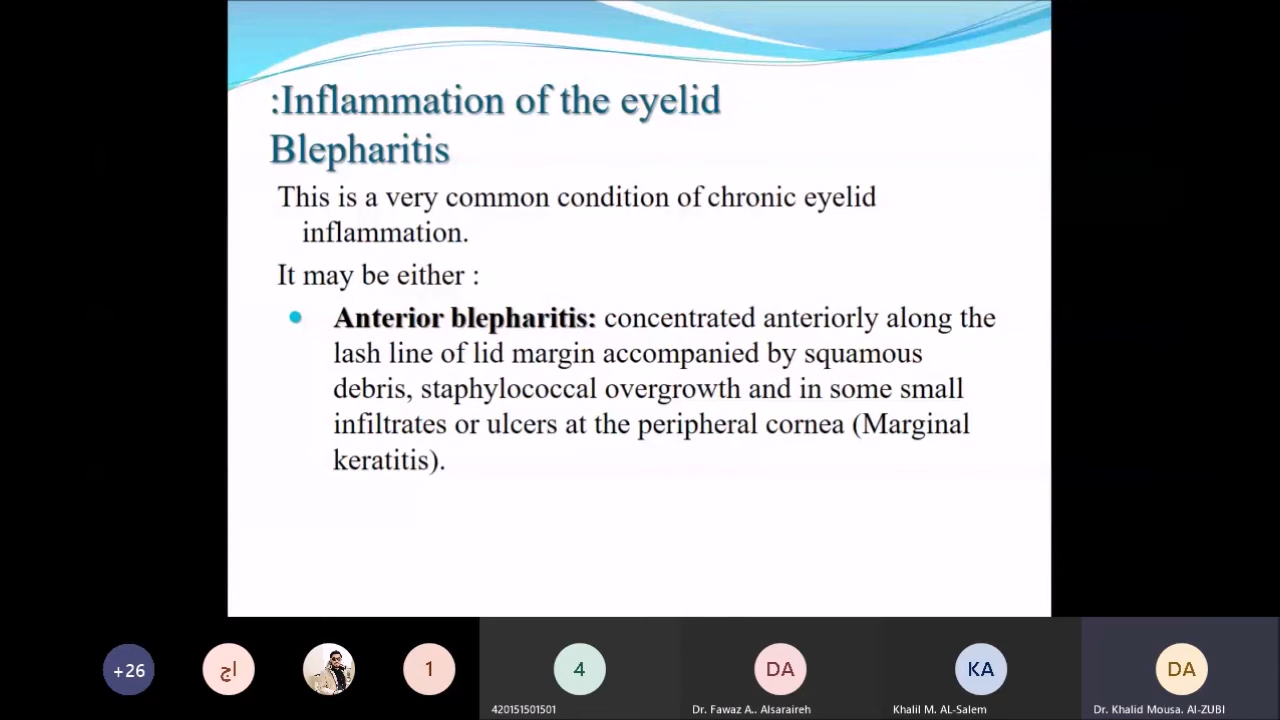 :Inflammation of the eyelid
Blepharitis
This is a very common condition of chronic eyelid
inflammation.
It may be either :
Anterior blepharitis: concentrated anteriorly along the
lash line of lid margin accompanied by squamous
debris, staphylococcal overgrowth and in some small
infiltrates or ulcers at the peripheral cornea (Marginal
keratitis).
+26
اج
1
4
DA
KA
DA
420151501501
Dr. Fawaz A.. Alsaraireh
Khalil M. AL-Salem
Dr. Khalid Mousa. Al-ZUBI